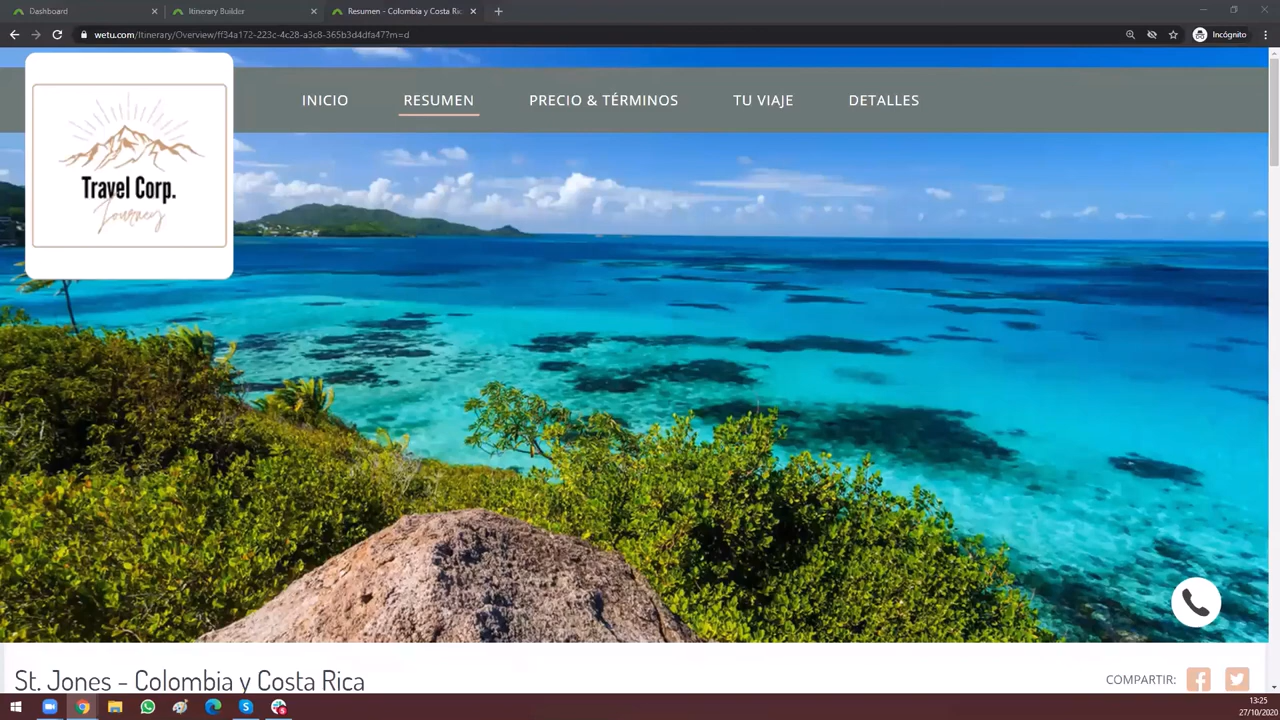 Dashboard
Itinerary Builder
Resumen - Colombia y Costa Ric
wetu.com/Itinerary/Overview/ff34a172-223c-4c28-a3c8-365b3d4dfa47?m=d
Incógnito
INICIO
RESUMEN
PRECIO & TÉRMINOS
TU VIAJE
DETALLES
Travel Corp.
Journey
St. Jones - Colombia y Costa Rica
COMPARTIR:
13:25
27/10/2020